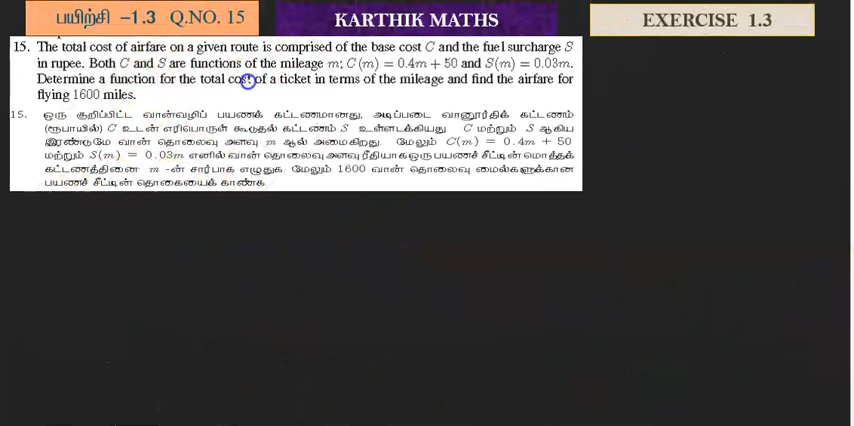 பயிற்சி –1.3 Q.NO. 15
KARTHIK MATHS
EXERCISE 1.3
15. The total cost of airfare on a given route is comprised of the base cost C and the fuel surcharge S
in rupee. Both C and S are functions of the mileage m; C(m) = 0.4m + 50 and S(m) = 0.03m.
Determine a function for the total cost of a ticket in terms of the mileage and find the airfare for
flying 1600 miles.
15. ஒரு குறிப்பிட்ட வான்வழிப் பயணக் கட்டணமானது, அடிப்படை வானூர்திக் கட்டணம்
(ரூபாயில்) C உடன் எரிபொருள் கூடுதல் கட்டணம் S உள்ளடக்கியது C மற்றும் S ஆகிய
இரண்டுமே வான் தொலைவு அளவு m ஆல் அமைகிறது. மேலும் C(m) = 0.4m + 50
மற்றும் S(m) = 0.03m எனில் வான் தொலைவு அளவு ரீதியாக ஒரு பயணச் சீட்டின் மொத்தக்
கட்டணத்தினை m -ன் சார்பாக எழுதுக. மேலும் 1600 வான் தொலைவு மைல்களுக்கான
பயணச் சீட்டின் தொகையைக் காண்க.